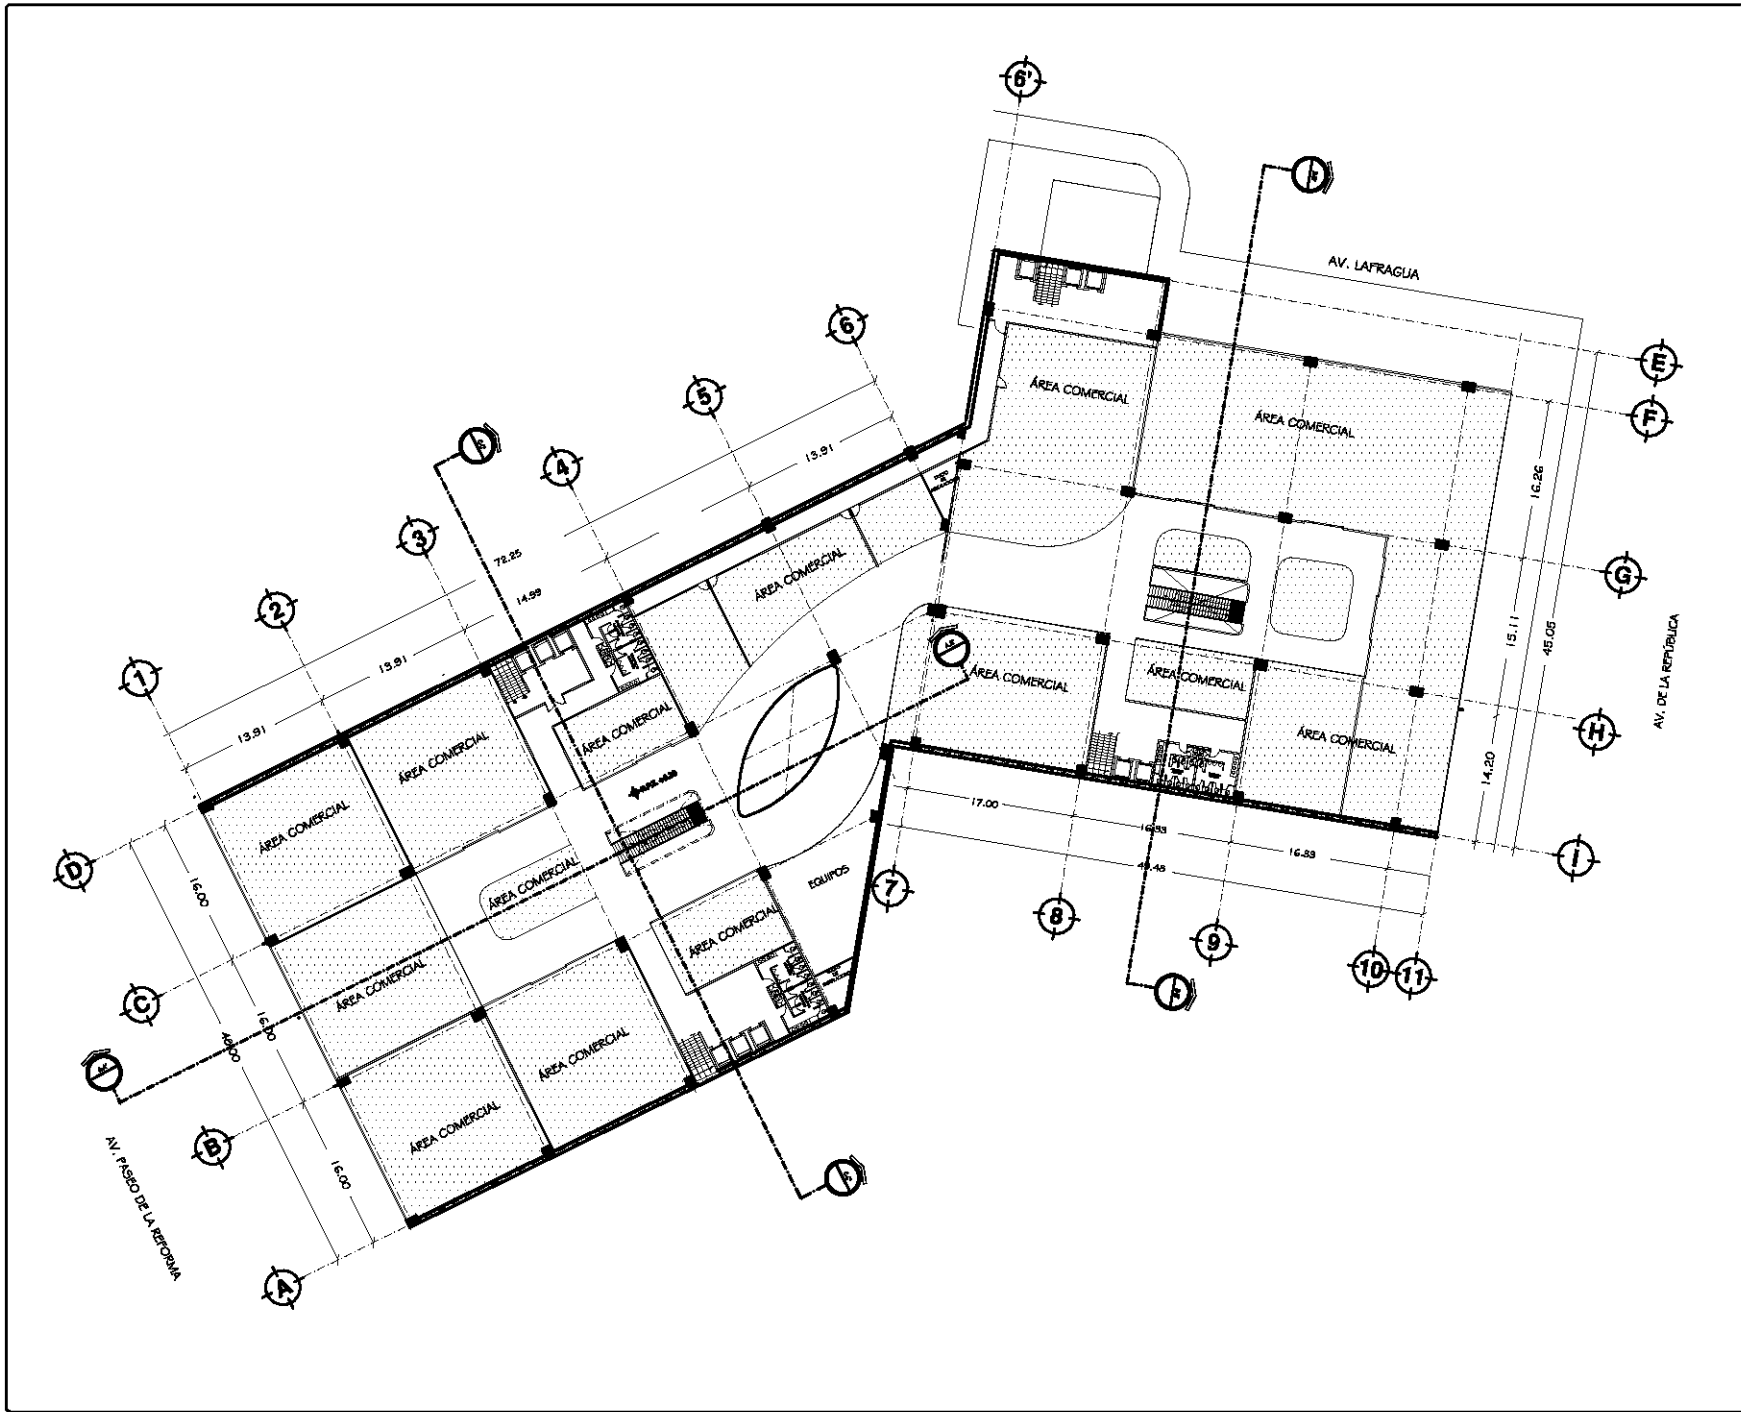 6'
AV. LAFRAGUA
6
E
5
ÁREA COMERCIAL
F
ÁREA COMERCIAL
4
13.91
16.26
3
72.25
G
ÁREA COMERCIAL
2
14.99
15.11
45.05
1
13.91
ÁREA COMERCIAL
ÁREA COMERCIAL
AV. DE LA REPÚBLICA
13.91
ÁREA COMERCIAL
H
ÁREA COMERCIAL
ÁREA COMERCIAL
14.20
ÁREA COMERCIAL
17.00
16.33
16.33
I
D
EQUIPOS
7
16.00
ÁREA COMERCIAL
8
ÁREA COMERCIAL
9
10
11
C
ÁREA COMERCIAL
16.00
ÁREA COMERCIAL
B
ÁREA COMERCIAL
16.00
AV. PASEO DE LA REFORMA
A